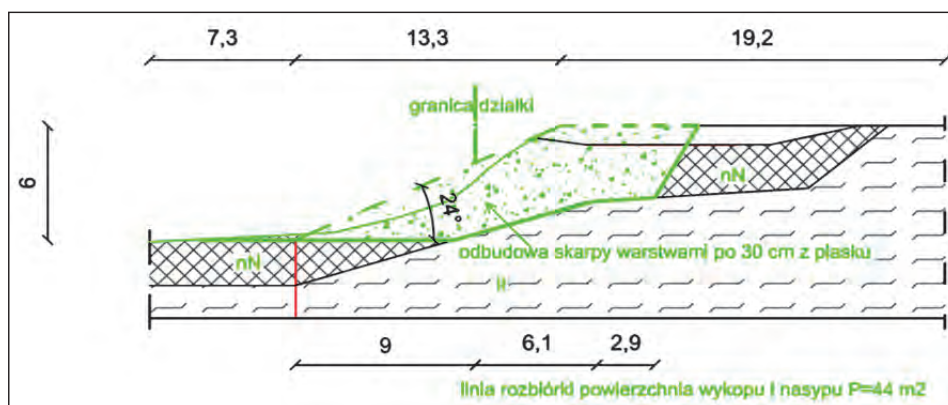 7,3 13,3 19,2
granica działki
6
nN
24°
odbudowa skarpy warstwami po 30 cm z piasku
nN
Ił
9 6,1 2,9
linia rozbiórki powierzchnia wykopu i nasypu P=44 m2